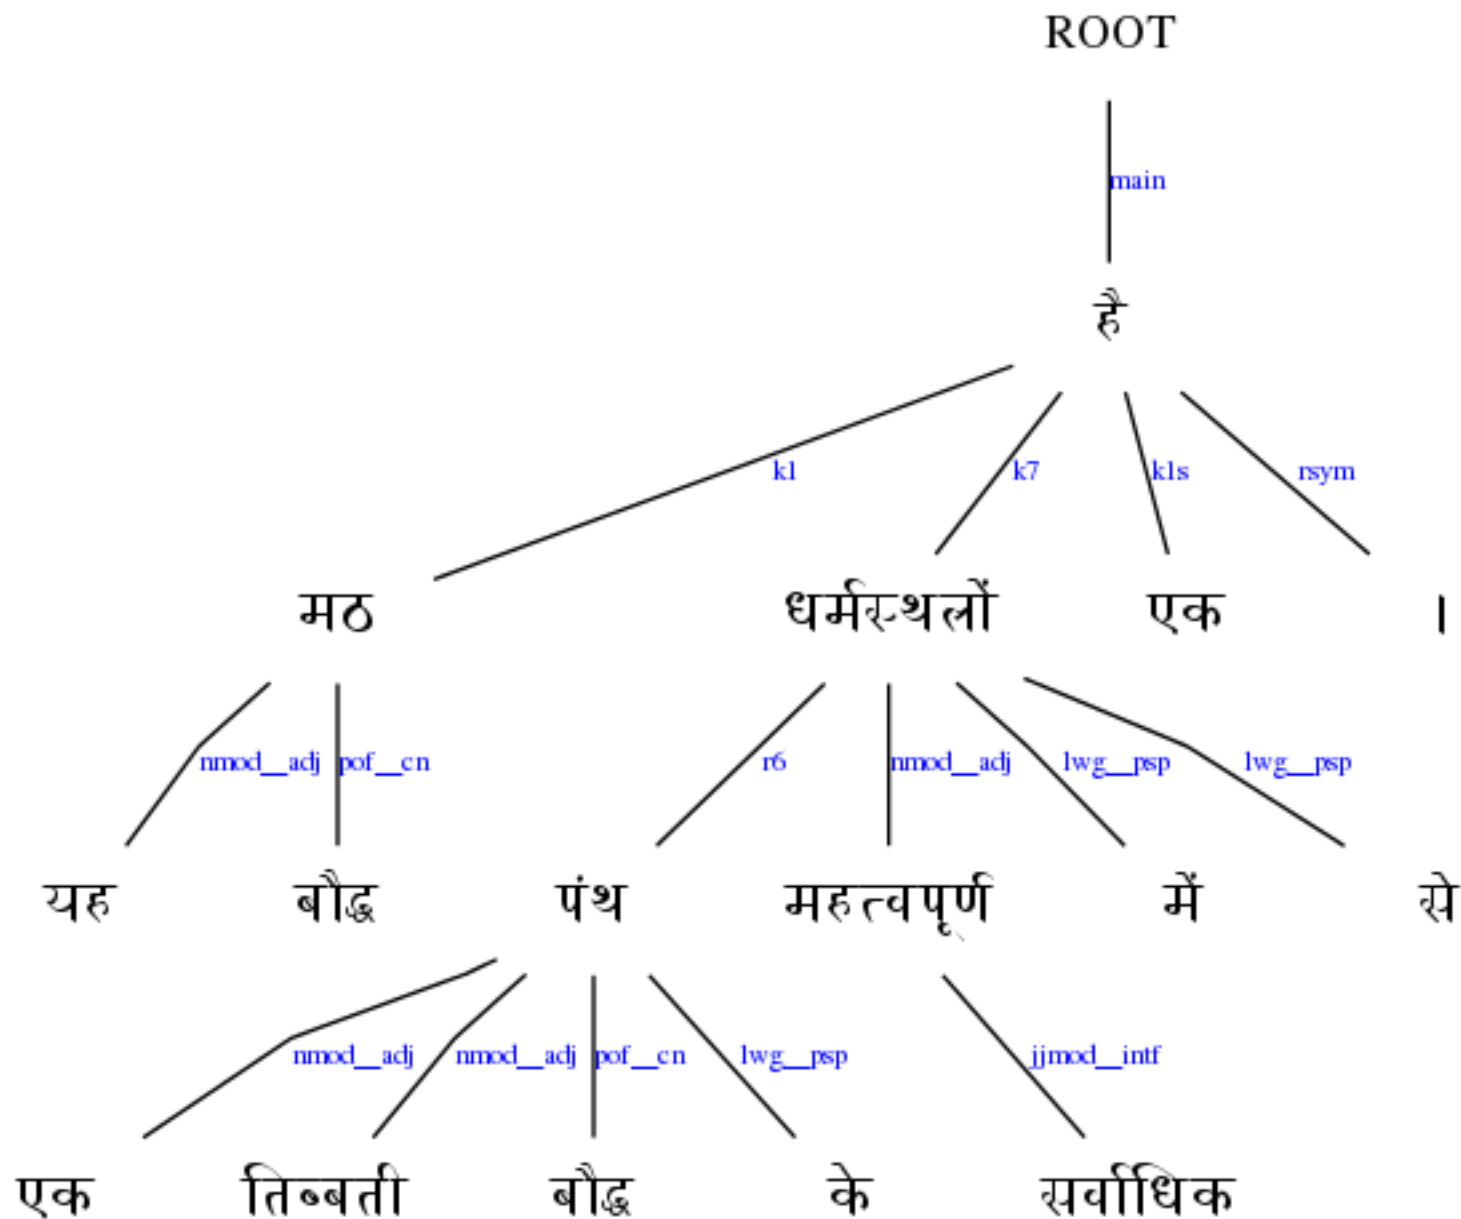 ROOT
main
है
k1 k7 k1s rsym
मठ धर्मस्थलों एक ।
nmod__adj pof__cn r6 nmod__adj lwg__psp lwg__psp
यह बौद्ध पंथ महत्वपूर्ण में से
nmod__adj nmod__adj pof__cn lwg__psp jjmod__intf
एक तिब्बती बौद्ध के सर्वाधिक